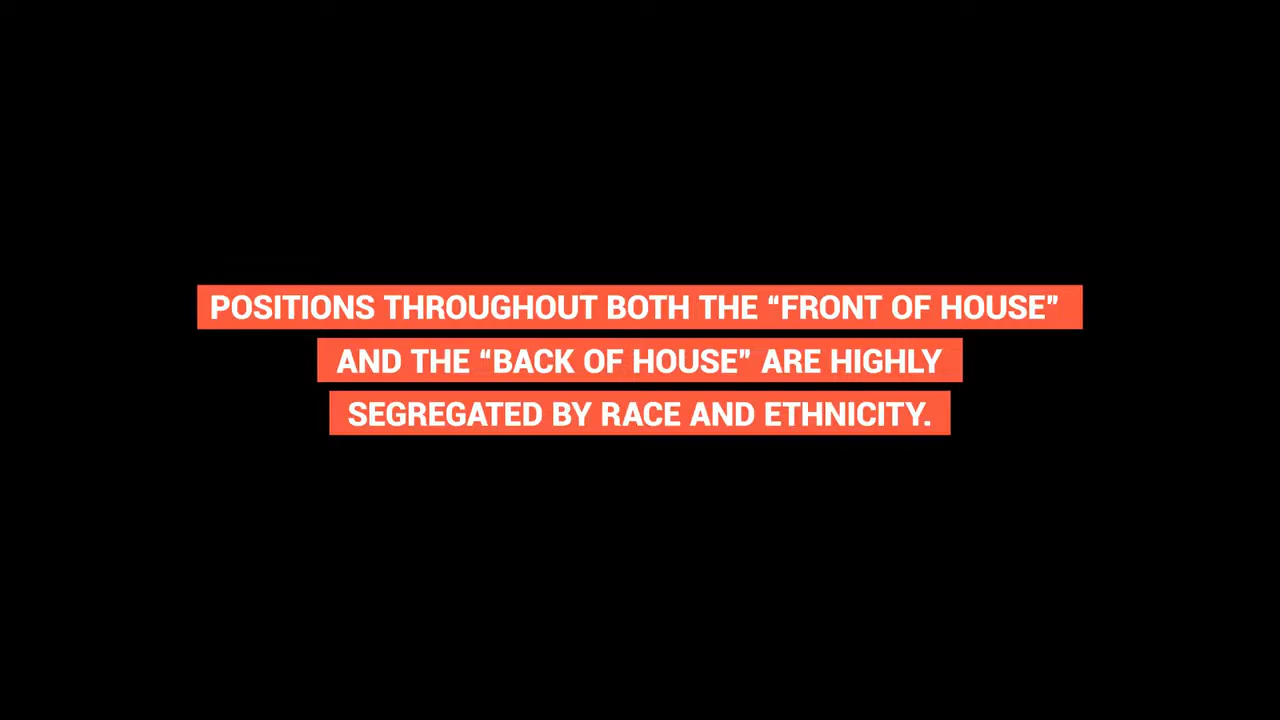 POSITIONS THROUGHOUT BOTH THE “FRONT OF HOUSE”
AND THE “BACK OF HOUSE” ARE HIGHLY
SEGREGATED BY RACE AND ETHNICITY.